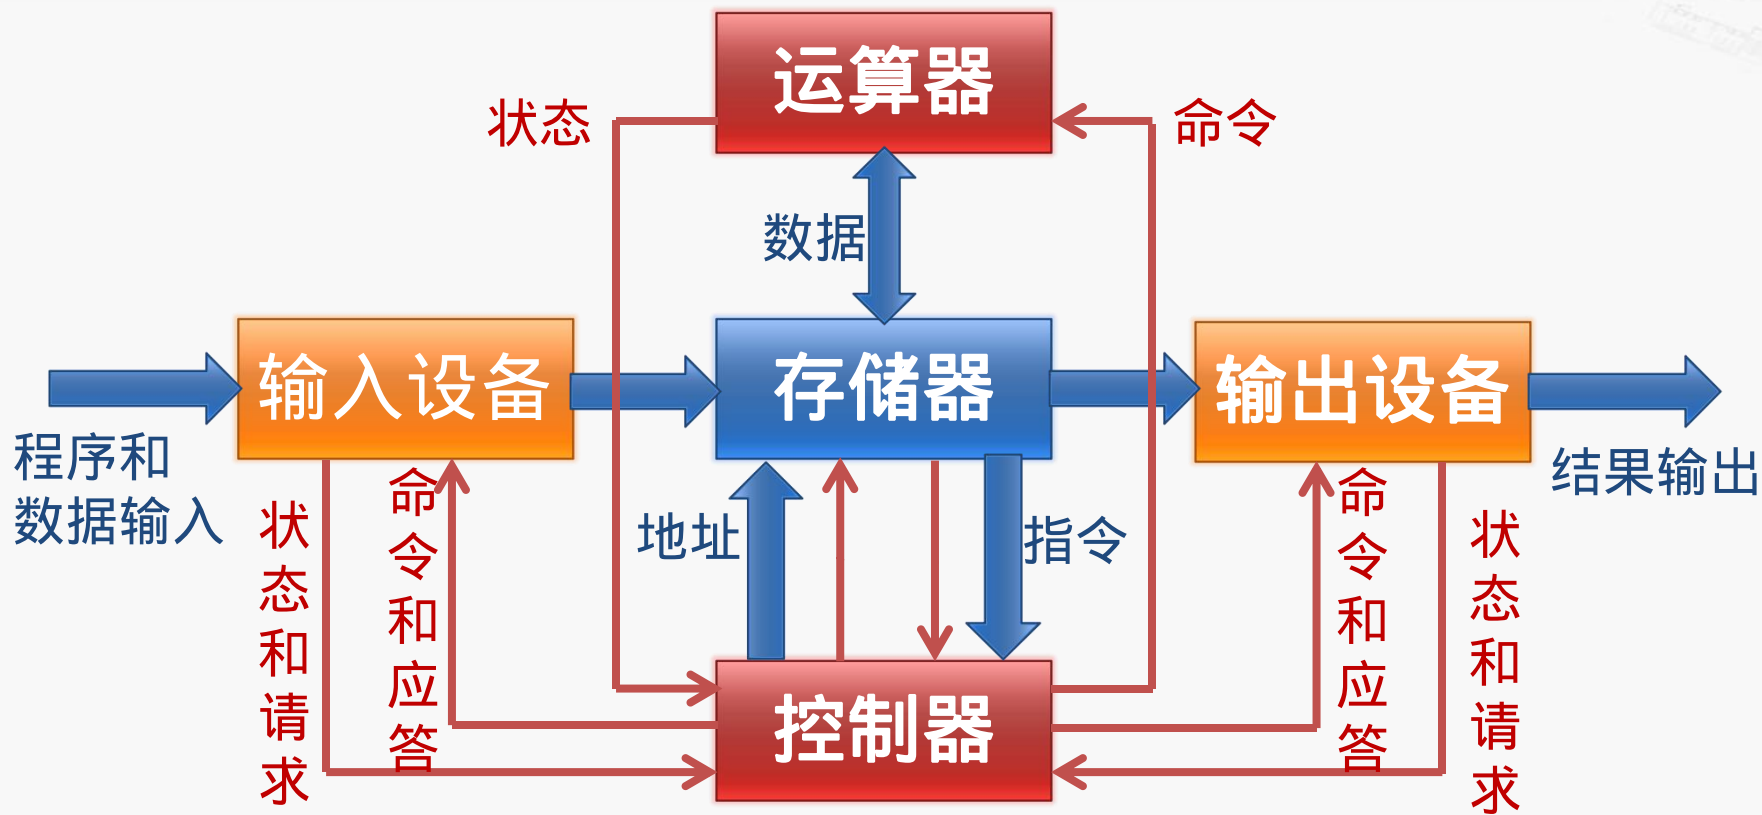 运算器
状态
命令
数据
输入设备
存储器
输出设备
程序和
数据输入
结果输出
状态和请求
命令和应答
地址
指令
命令和应答
状态和请求
控制器